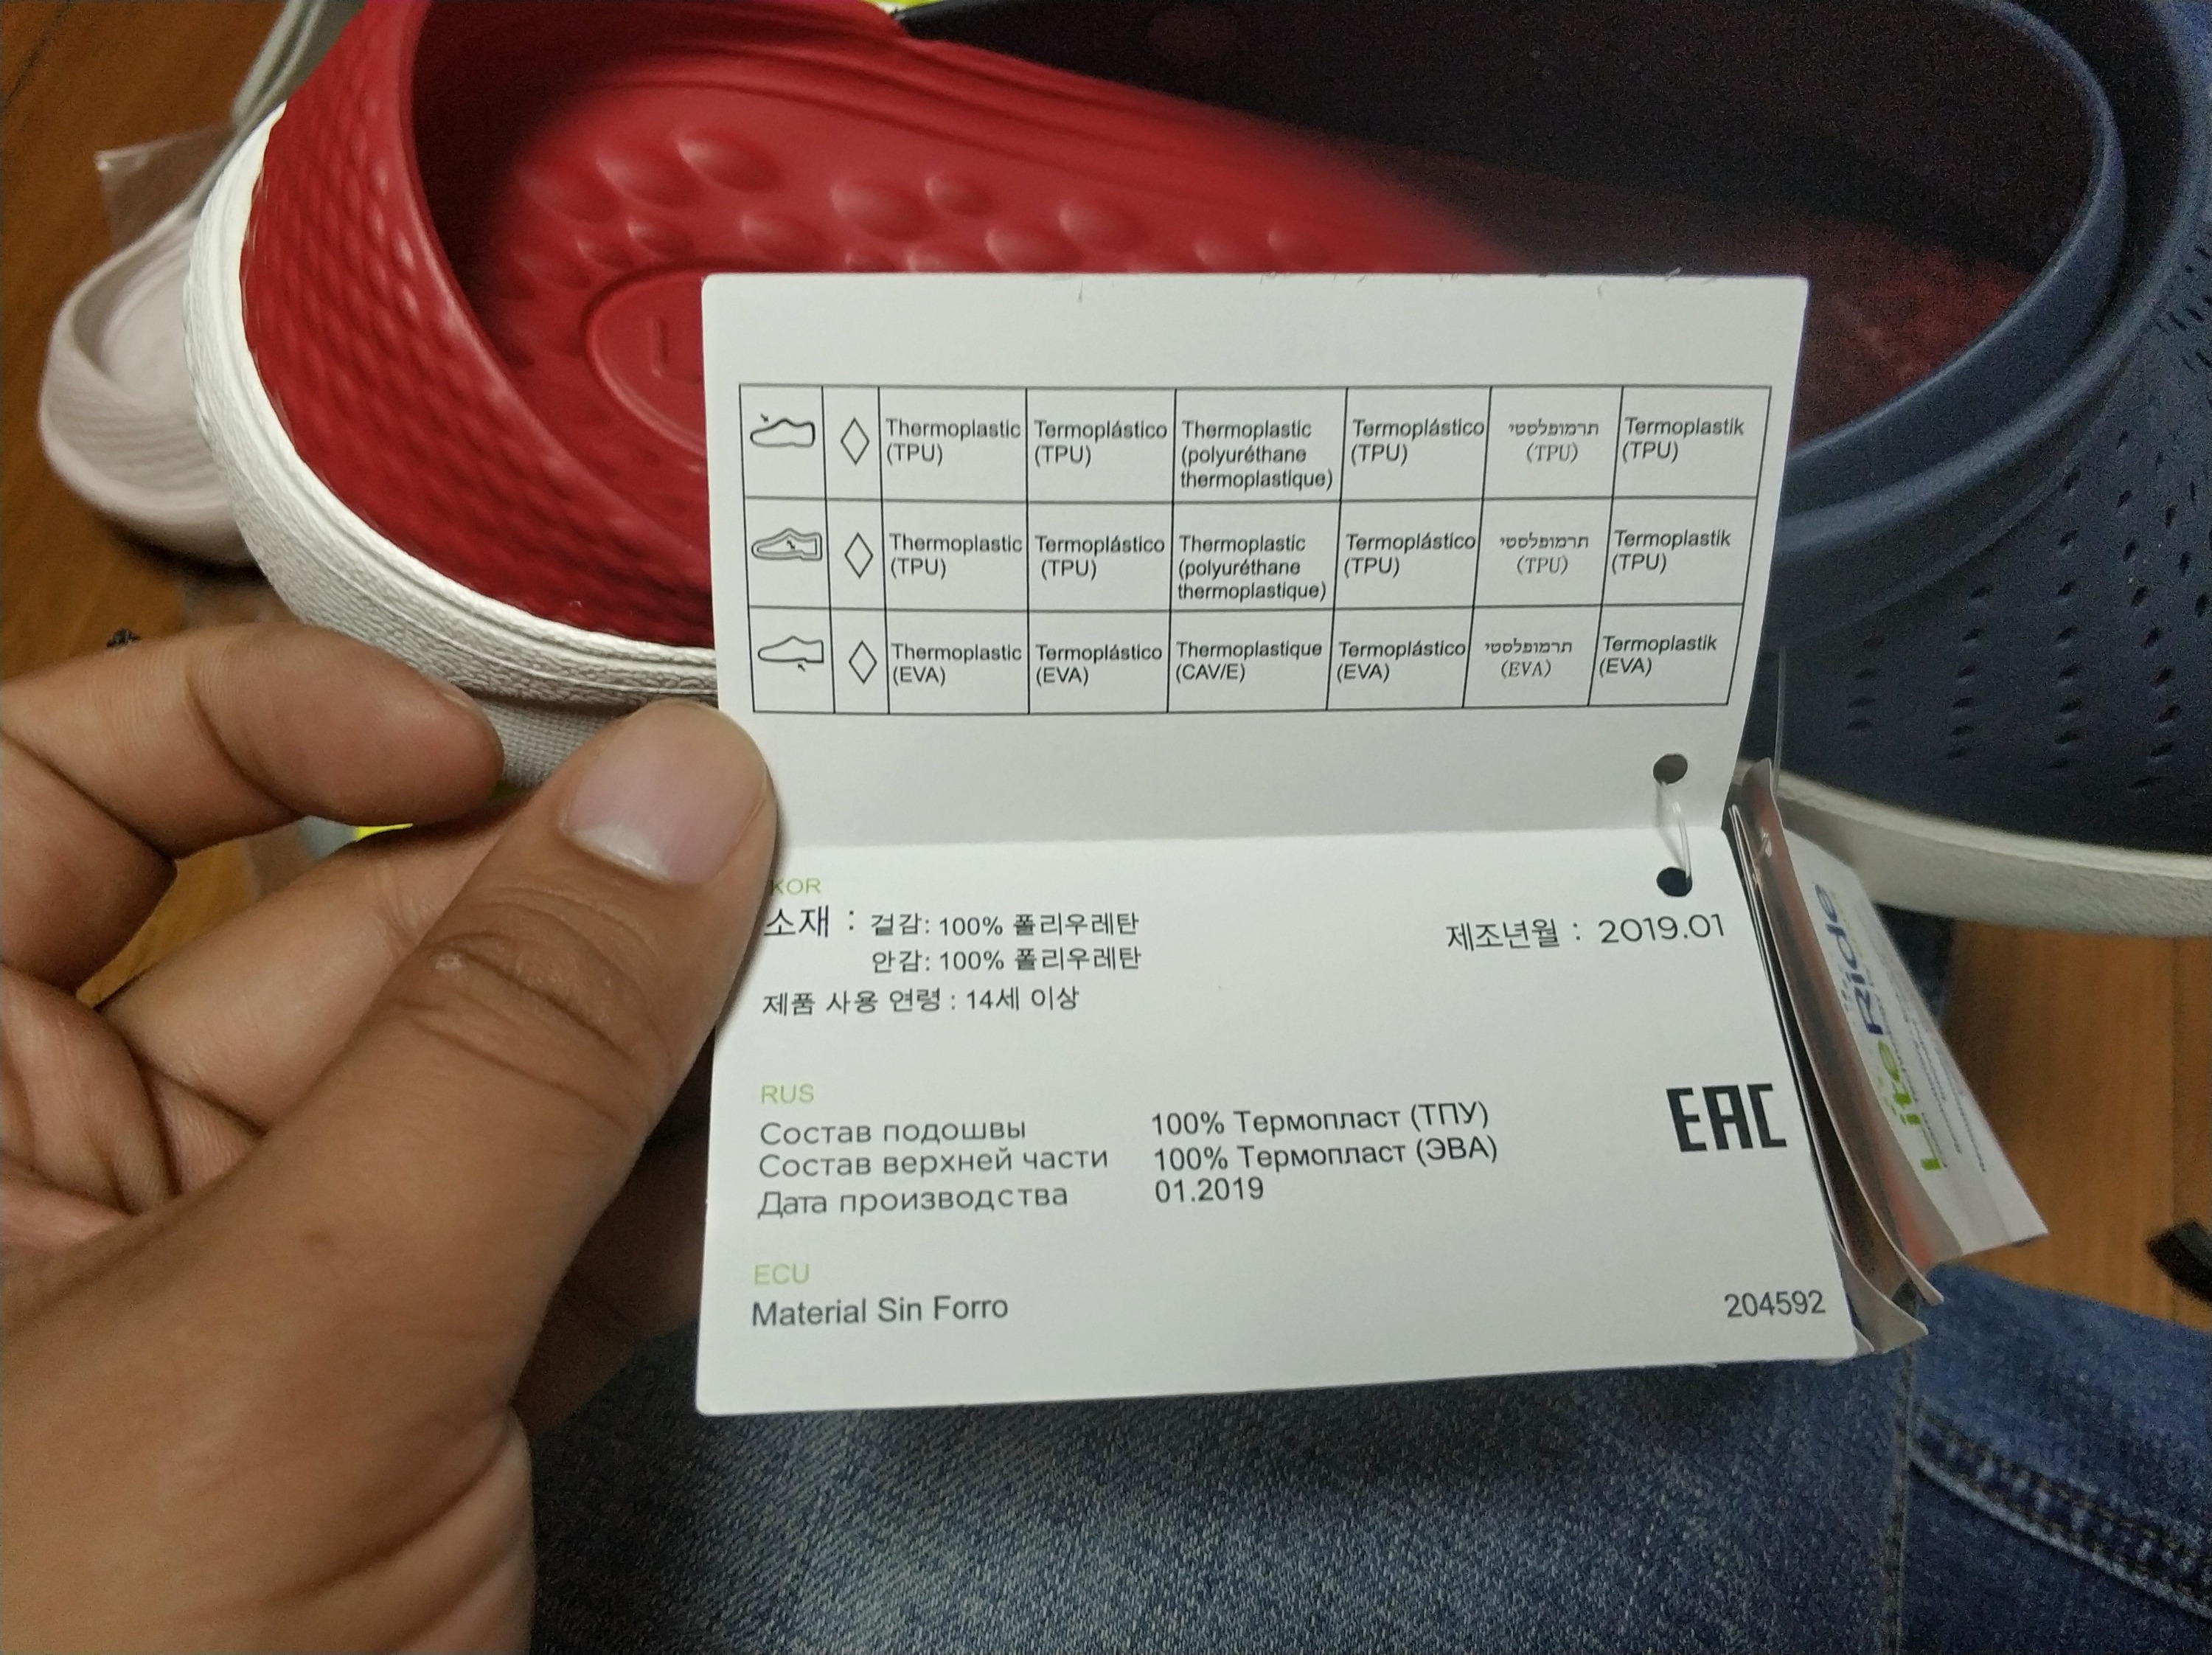 Thermoplastic (TPU) Termoplástico (TPU) Thermoplastic (polyuréthane thermoplastique) Termoplástico (TPU) תרמופלסטי (TPU) Termoplastik (TPU)
Thermoplastic (TPU) Termoplástico (TPU) Thermoplastic (polyuréthane thermoplastique) Termoplástico (TPU) תרמופלסטי (TPU) Termoplastik (TPU)
Thermoplastic (EVA) Termoplástico (EVA) Thermoplastique (CAV/E) Termoplástico (EVA) תרמופלסטי (EVA) Termoplastik (EVA)
KOR
소재 : 겉감: 100% 폴리우레탄 제조년월 : 2019.01
안감: 100% 폴리우레탄
제품 사용 연령 : 14세 이상
RUS
Состав подошвы 100% Термопласт (ТПУ)
Состав верхней части 100% Термопласт (ЭВА)
Дата производства 01.2019
EAC
ECU
Material Sin Forro
204592
LiteRide